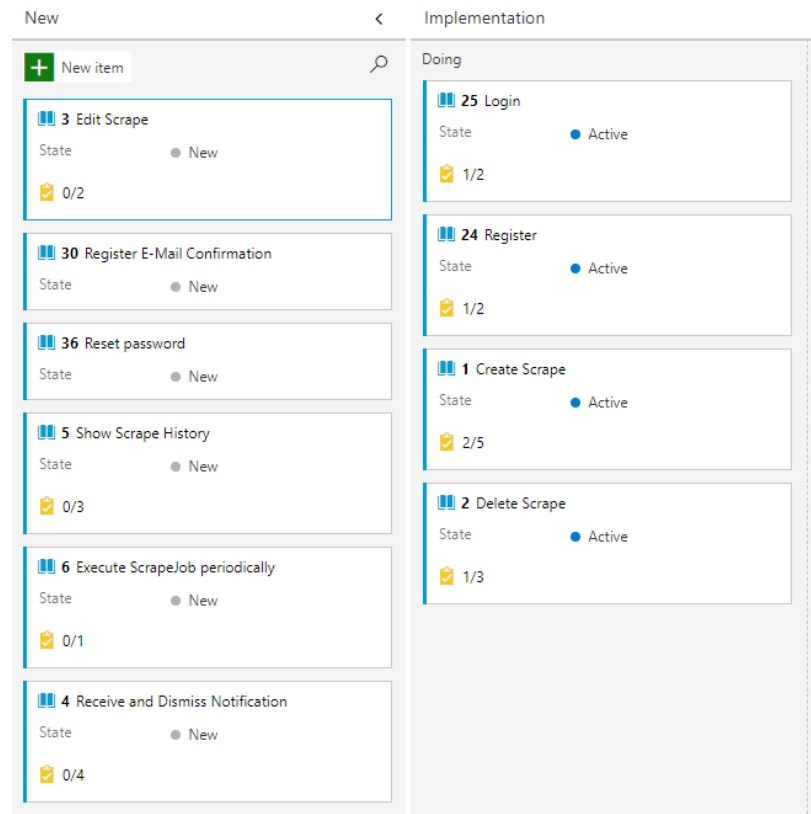 New
New item
3 Edit Scrape
State New
0/2
30 Register E-Mail Confirmation
State New
36 Reset password
State New
5 Show Scrape History
State New
0/3
6 Execute ScrapeJob periodically
State New
0/1
4 Receive and Dismiss Notification
State New
0/4
Implementation
Doing
25 Login
State Active
1/2
24 Register
State Active
1/2
1 Create Scrape
State Active
2/5
2 Delete Scrape
State Active
1/3